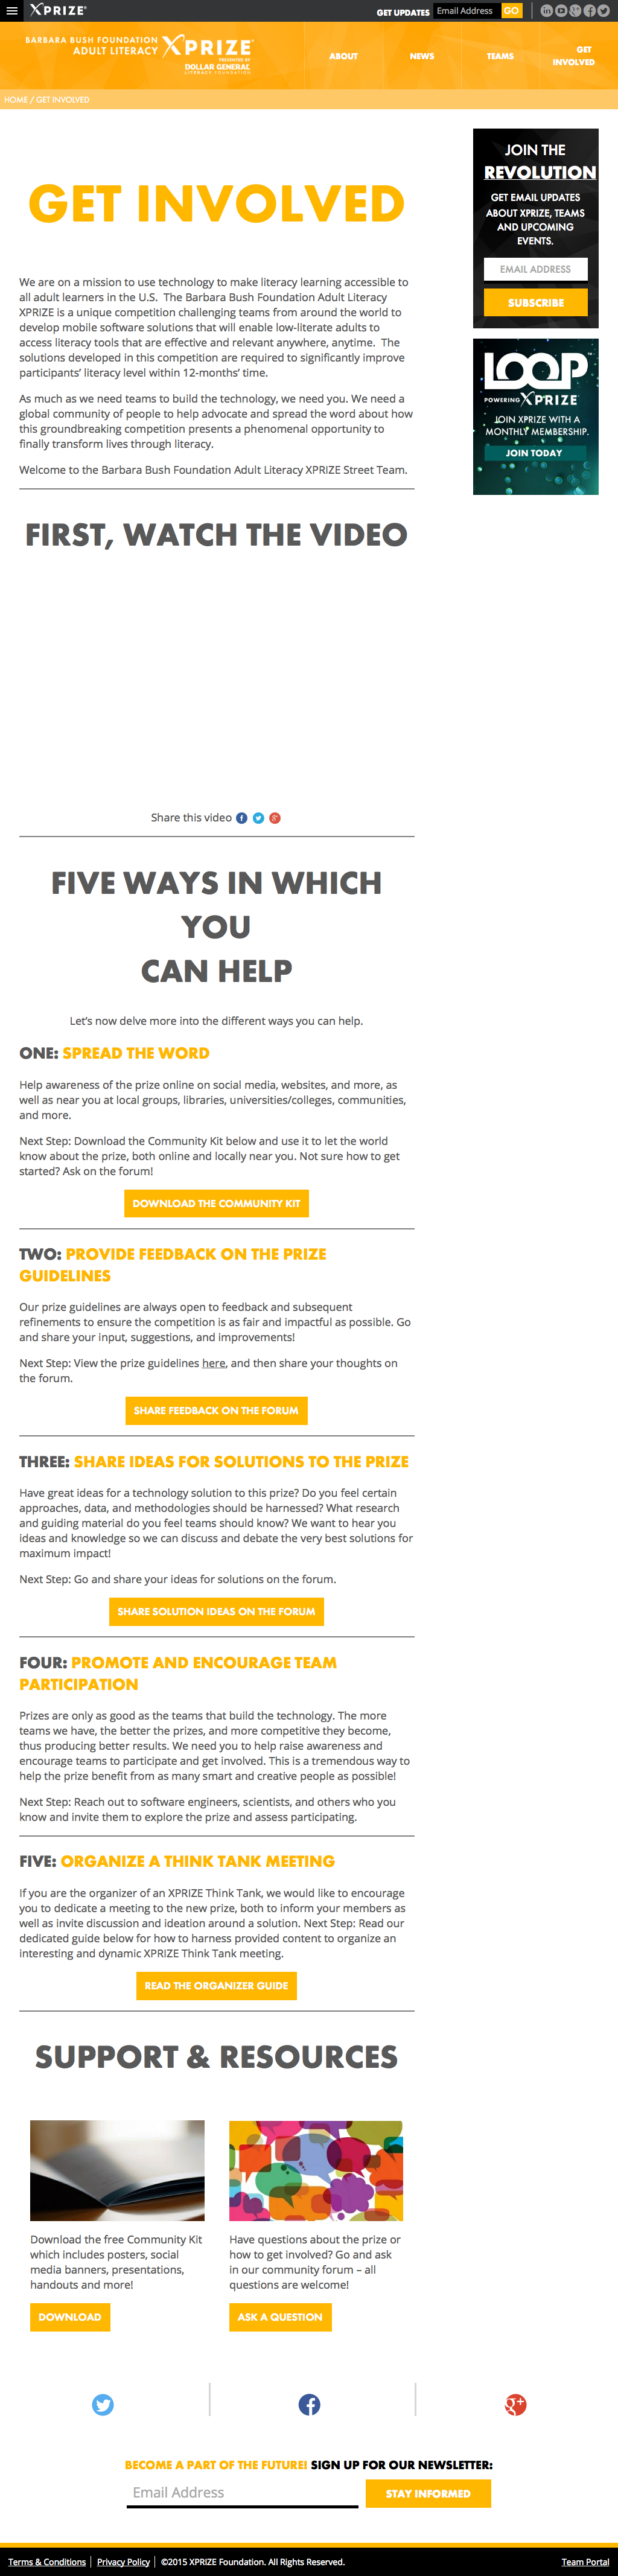 XPRIZE
GET UPDATES Email Address GO
BARBARA BUSH FOUNDATION
ADULT LITERACY XPRIZE
PRESENTED BY
DOLLAR GENERAL
LITERACY FOUNDATION
ABOUT
NEWS
TEAMS
GET
INVOLVED
HOME / GET INVOLVED
GET INVOLVED
We are on a mission to use technology to make literacy learning accessible to
all adult learners in the U.S.  The Barbara Bush Foundation Adult Literacy
XPRIZE is a unique competition challenging teams from around the world to
develop mobile software solutions that will enable low-literate adults to
access literacy tools that are effective and relevant anywhere, anytime.  The
solutions developed in this competition are required to significantly improve
participants’ literacy level within 12-months’ time.
As much as we need teams to build the technology, we need you. We need a
global community of people to help advocate and spread the word about how
this groundbreaking competition presents a phenomenal opportunity to
finally transform lives through literacy.
Welcome to the Barbara Bush Foundation Adult Literacy XPRIZE Street Team.
JOIN THE
REVOLUTION
GET EMAIL UPDATES
ABOUT XPRIZE, TEAMS
AND UPCOMING
EVENTS.
EMAIL ADDRESS
SUBSCRIBE
LOOP
POWERING XPRIZE
JOIN XPRIZE WITH A
MONTHLY MEMBERSHIP.
JOIN TODAY
FIRST, WATCH THE VIDEO
Share this video
FIVE WAYS IN WHICH
YOU
CAN HELP
Let’s now delve more into the different ways you can help.
ONE: SPREAD THE WORD
Help awareness of the prize online on social media, websites, and more, as
well as near you at local groups, libraries, universities/colleges, communities,
and more.
Next Step: Download the Community Kit below and use it to let the world
know about the prize, both online and locally near you. Not sure how to get
started? Ask on the forum!
DOWNLOAD THE COMMUNITY KIT
TWO: PROVIDE FEEDBACK ON THE PRIZE
GUIDELINES
Our prize guidelines are always open to feedback and subsequent
refinements to ensure the competition is as fair and impactful as possible. Go
and share your input, suggestions, and improvements!
Next Step: View the prize guidelines here, and then share your thoughts on
the forum.
SHARE FEEDBACK ON THE FORUM
THREE: SHARE IDEAS FOR SOLUTIONS TO THE PRIZE
Have great ideas for a technology solution to this prize? Do you feel certain
approaches, data, and methodologies should be harnessed? What research
and guiding material do you feel teams should know? We want to hear you
ideas and knowledge so we can discuss and debate the very best solutions for
maximum impact!
Next Step: Go and share your ideas for solutions on the forum.
SHARE SOLUTION IDEAS ON THE FORUM
FOUR: PROMOTE AND ENCOURAGE TEAM
PARTICIPATION
Prizes are only as good as the teams that build the technology. The more
teams we have, the better the prizes, and more competitive they become,
thus producing better results. We need you to help raise awareness and
encourage teams to participate and get involved. This is a tremendous way to
help the prize benefit from as many smart and creative people as possible!
Next Step: Reach out to software engineers, scientists, and others who you
know and invite them to explore the prize and assess participating.
FIVE: ORGANIZE A THINK TANK MEETING
If you are the organizer of an XPRIZE Think Tank, we would like to encourage
you to dedicate a meeting to the new prize, both to inform your members as
well as invite discussion and ideation around a solution. Next Step: Read our
dedicated guide below for how to harness provided content to organize an
interesting and dynamic XPRIZE Think Tank meeting.
READ THE ORGANIZER GUIDE
SUPPORT & RESOURCES
Download the free Community Kit
which includes posters, social
media banners, presentations,
handouts and more!
DOWNLOAD
Have questions about the prize or
how to get involved? Go and ask
in our community forum – all
questions are welcome!
ASK A QUESTION
BECOME A PART OF THE FUTURE! SIGN UP FOR OUR NEWSLETTER:
Email Address
STAY INFORMED
Terms & Conditions | Privacy Policy | ©2015 XPRIZE Foundation. All Rights Reserved.
Team Portal